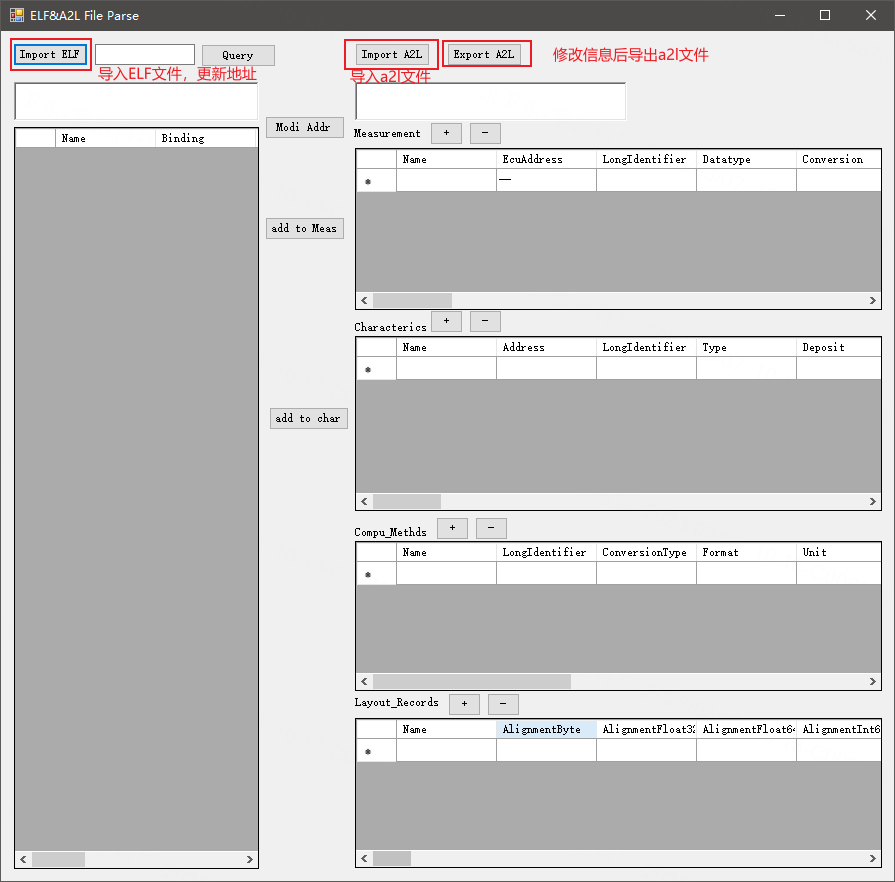 ELF&A2L File Parse
Import ELF
Query
Import A2L
Export A2L
修改信息后导出a2l文件
导入ELF文件，更新地址
导入a2l文件
Modi Addr
Measurement + -
Name Binding
Name EcuAddress LongIdentifier Datatype Conversion
add to Meas
Characterics + -
Name Address LongIdentifier Type Deposit
add to char
Compu_Methds + -
Name LongIdentifier ConversionType Format Unit
Layout_Records + -
Name AlignmentByte AlignmentFloat32 AlignmentFloat64 AlignmentInt6